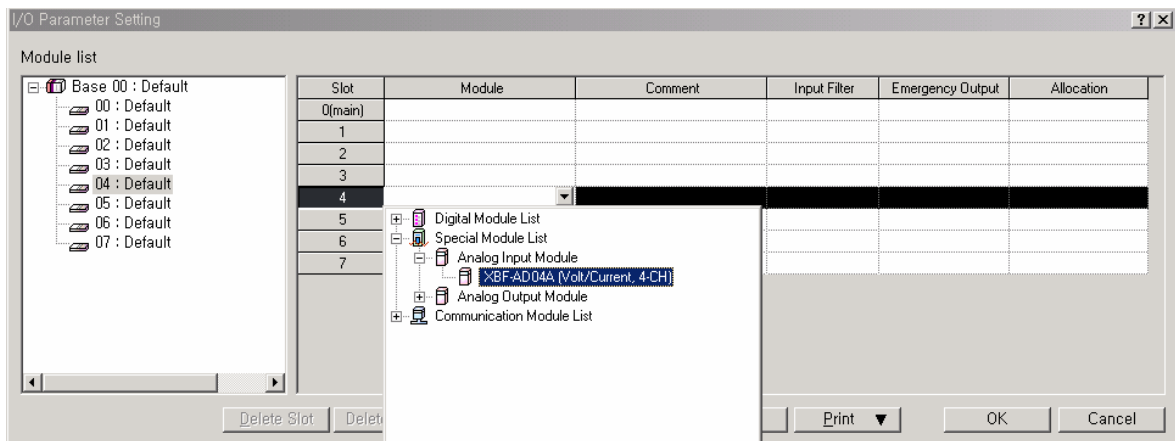 I/O Parameter Setting
Module list
Base 00 : Default
00 : Default
01 : Default
02 : Default
03 : Default
04 : Default
05 : Default
06 : Default
07 : Default
Slot Module Comment Input Filter Emergency Output Allocation
0(main)
1
2
3
4
5
6
7
Digital Module List
Special Module List
Analog Input Module
XBF-AD04A (Volt/Current, 4-CH)
Analog Output Module
Communication Module List
Delete Slot Delet Print ▼ OK Cancel